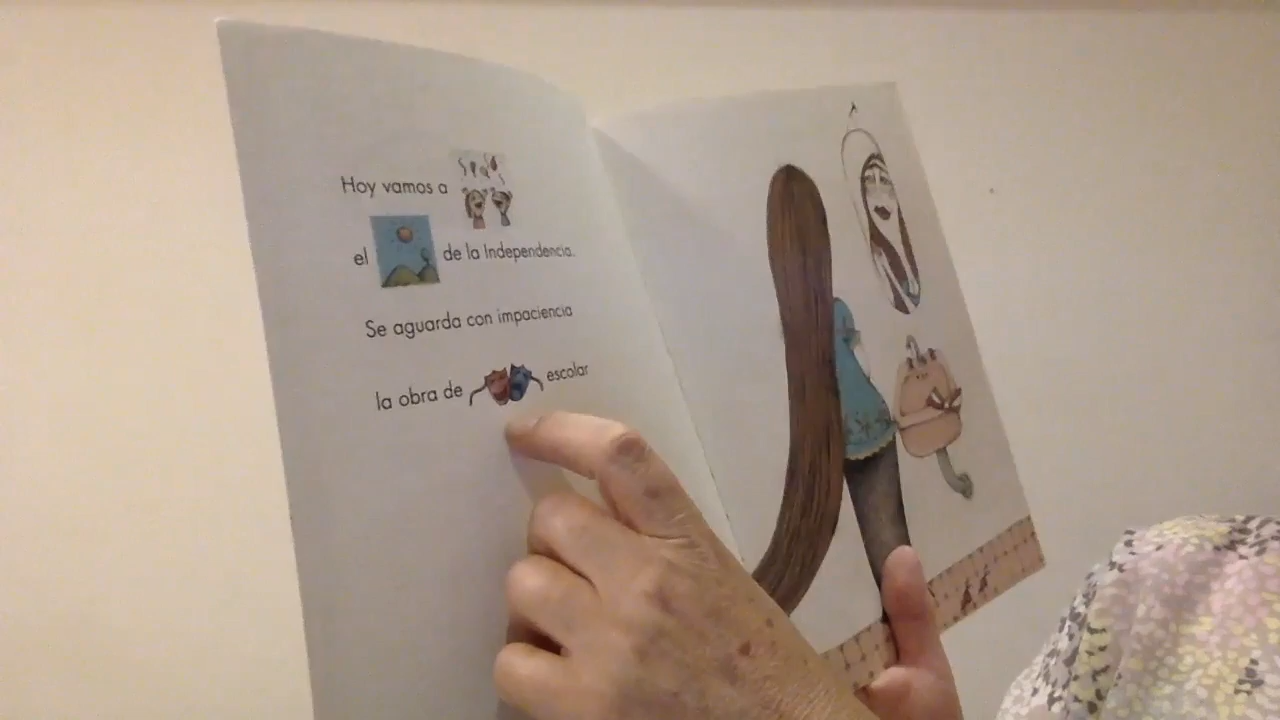 Hoy vamos a
el de la Independencia.
Se aguarda con impaciencia
la obra de escolar